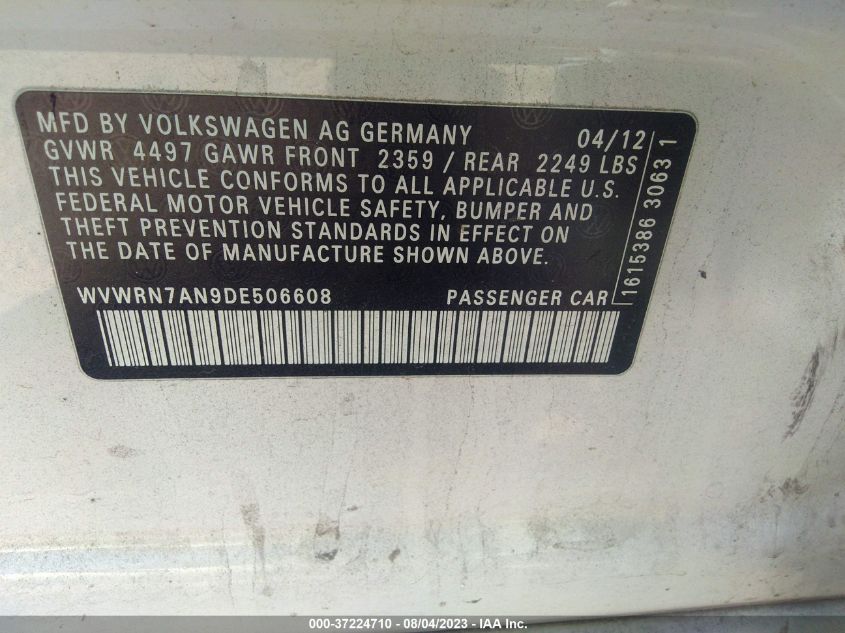 MFD BY VOLKSWAGEN AG GERMANY 04/12
GVWR 4497 GAWR FRONT 2359 / REAR 2249 LBS
THIS VEHICLE CONFORMS TO ALL APPLICABLE U.S.
FEDERAL MOTOR VEHICLE SAFETY, BUMPER AND
THEFT PREVENTION STANDARDS IN EFFECT ON
THE DATE OF MANUFACTURE SHOWN ABOVE.
WVWRN7AN9DE506608 PASSENGER CAR
1615386 3063 1
000-37224710 - 08/04/2023 - IAA Inc.